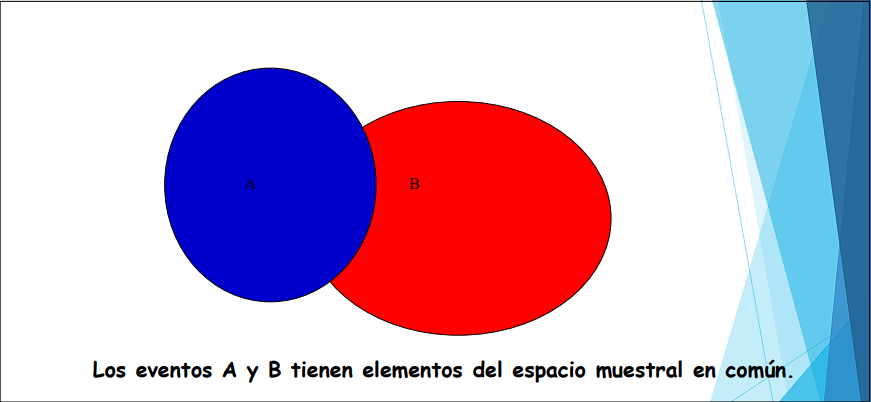 A B
Los eventos A y B tienen elementos del espacio muestral en común.